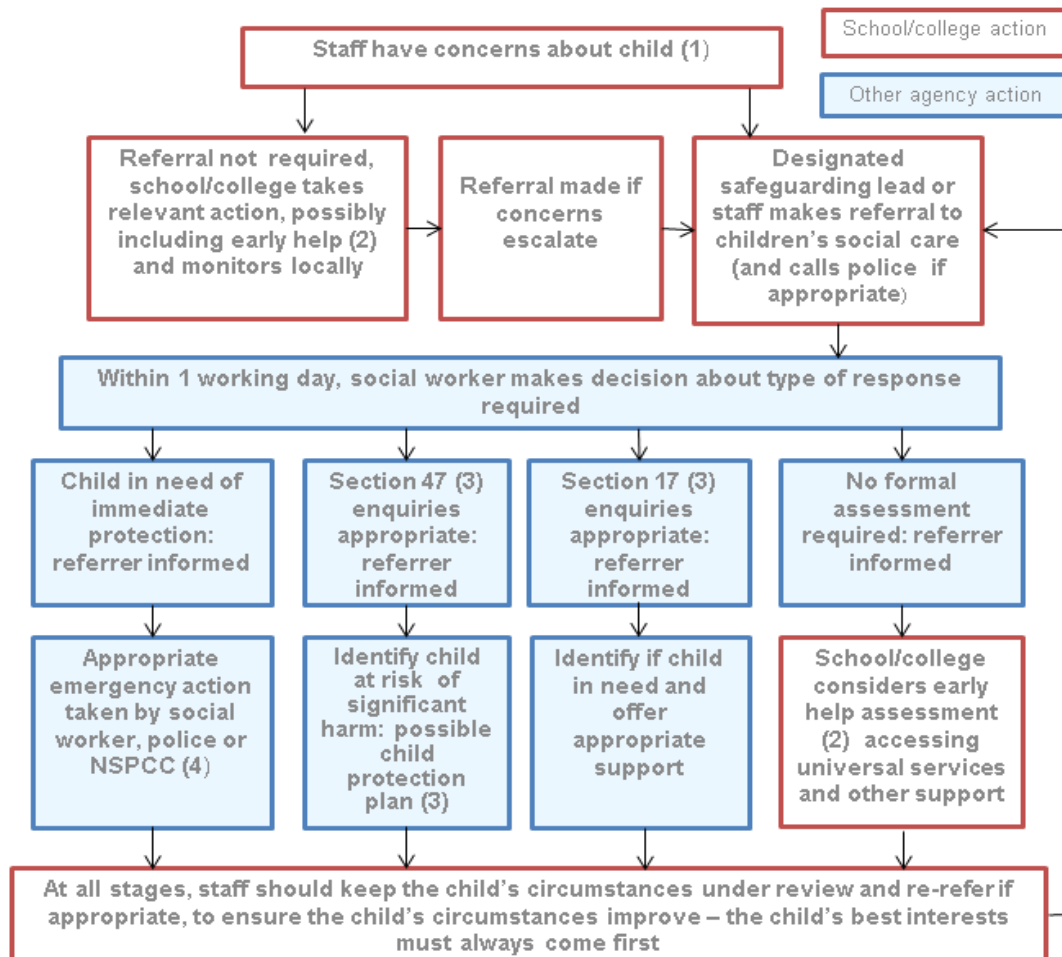 School/college action
Other agency action
Staff have concerns about child (1)
Referral not required,
school/college takes
relevant action, possibly
including early help (2)
and monitors locally
Referral made if
concerns
escalate
Designated
safeguarding lead or
staff makes referral to
children's social care
(and calls police if
appropriate)
Within 1 working day, social worker makes decision about type of response
required
Child in need of
immediate
protection:
referrer informed
Section 47 (3)
enquiries
appropriate:
referrer
informed
Section 17 (3)
enquiries
appropriate:
referrer
informed
No formal
assessment
required: referrer
informed
Appropriate
emergency action
taken by social
worker, police or
NSPCC (4)
Identify child
at risk of
significant
harm: possible
child
protection
plan (3)
Identify if child
in need and
offer
appropriate
support
School/college
considers early
help assessment
(2) accessing
universal services
and other support
At all stages, staff should keep the child's circumstances under review and re-refer if
appropriate, to ensure the child's circumstances improve – the child's best interests
must always come first